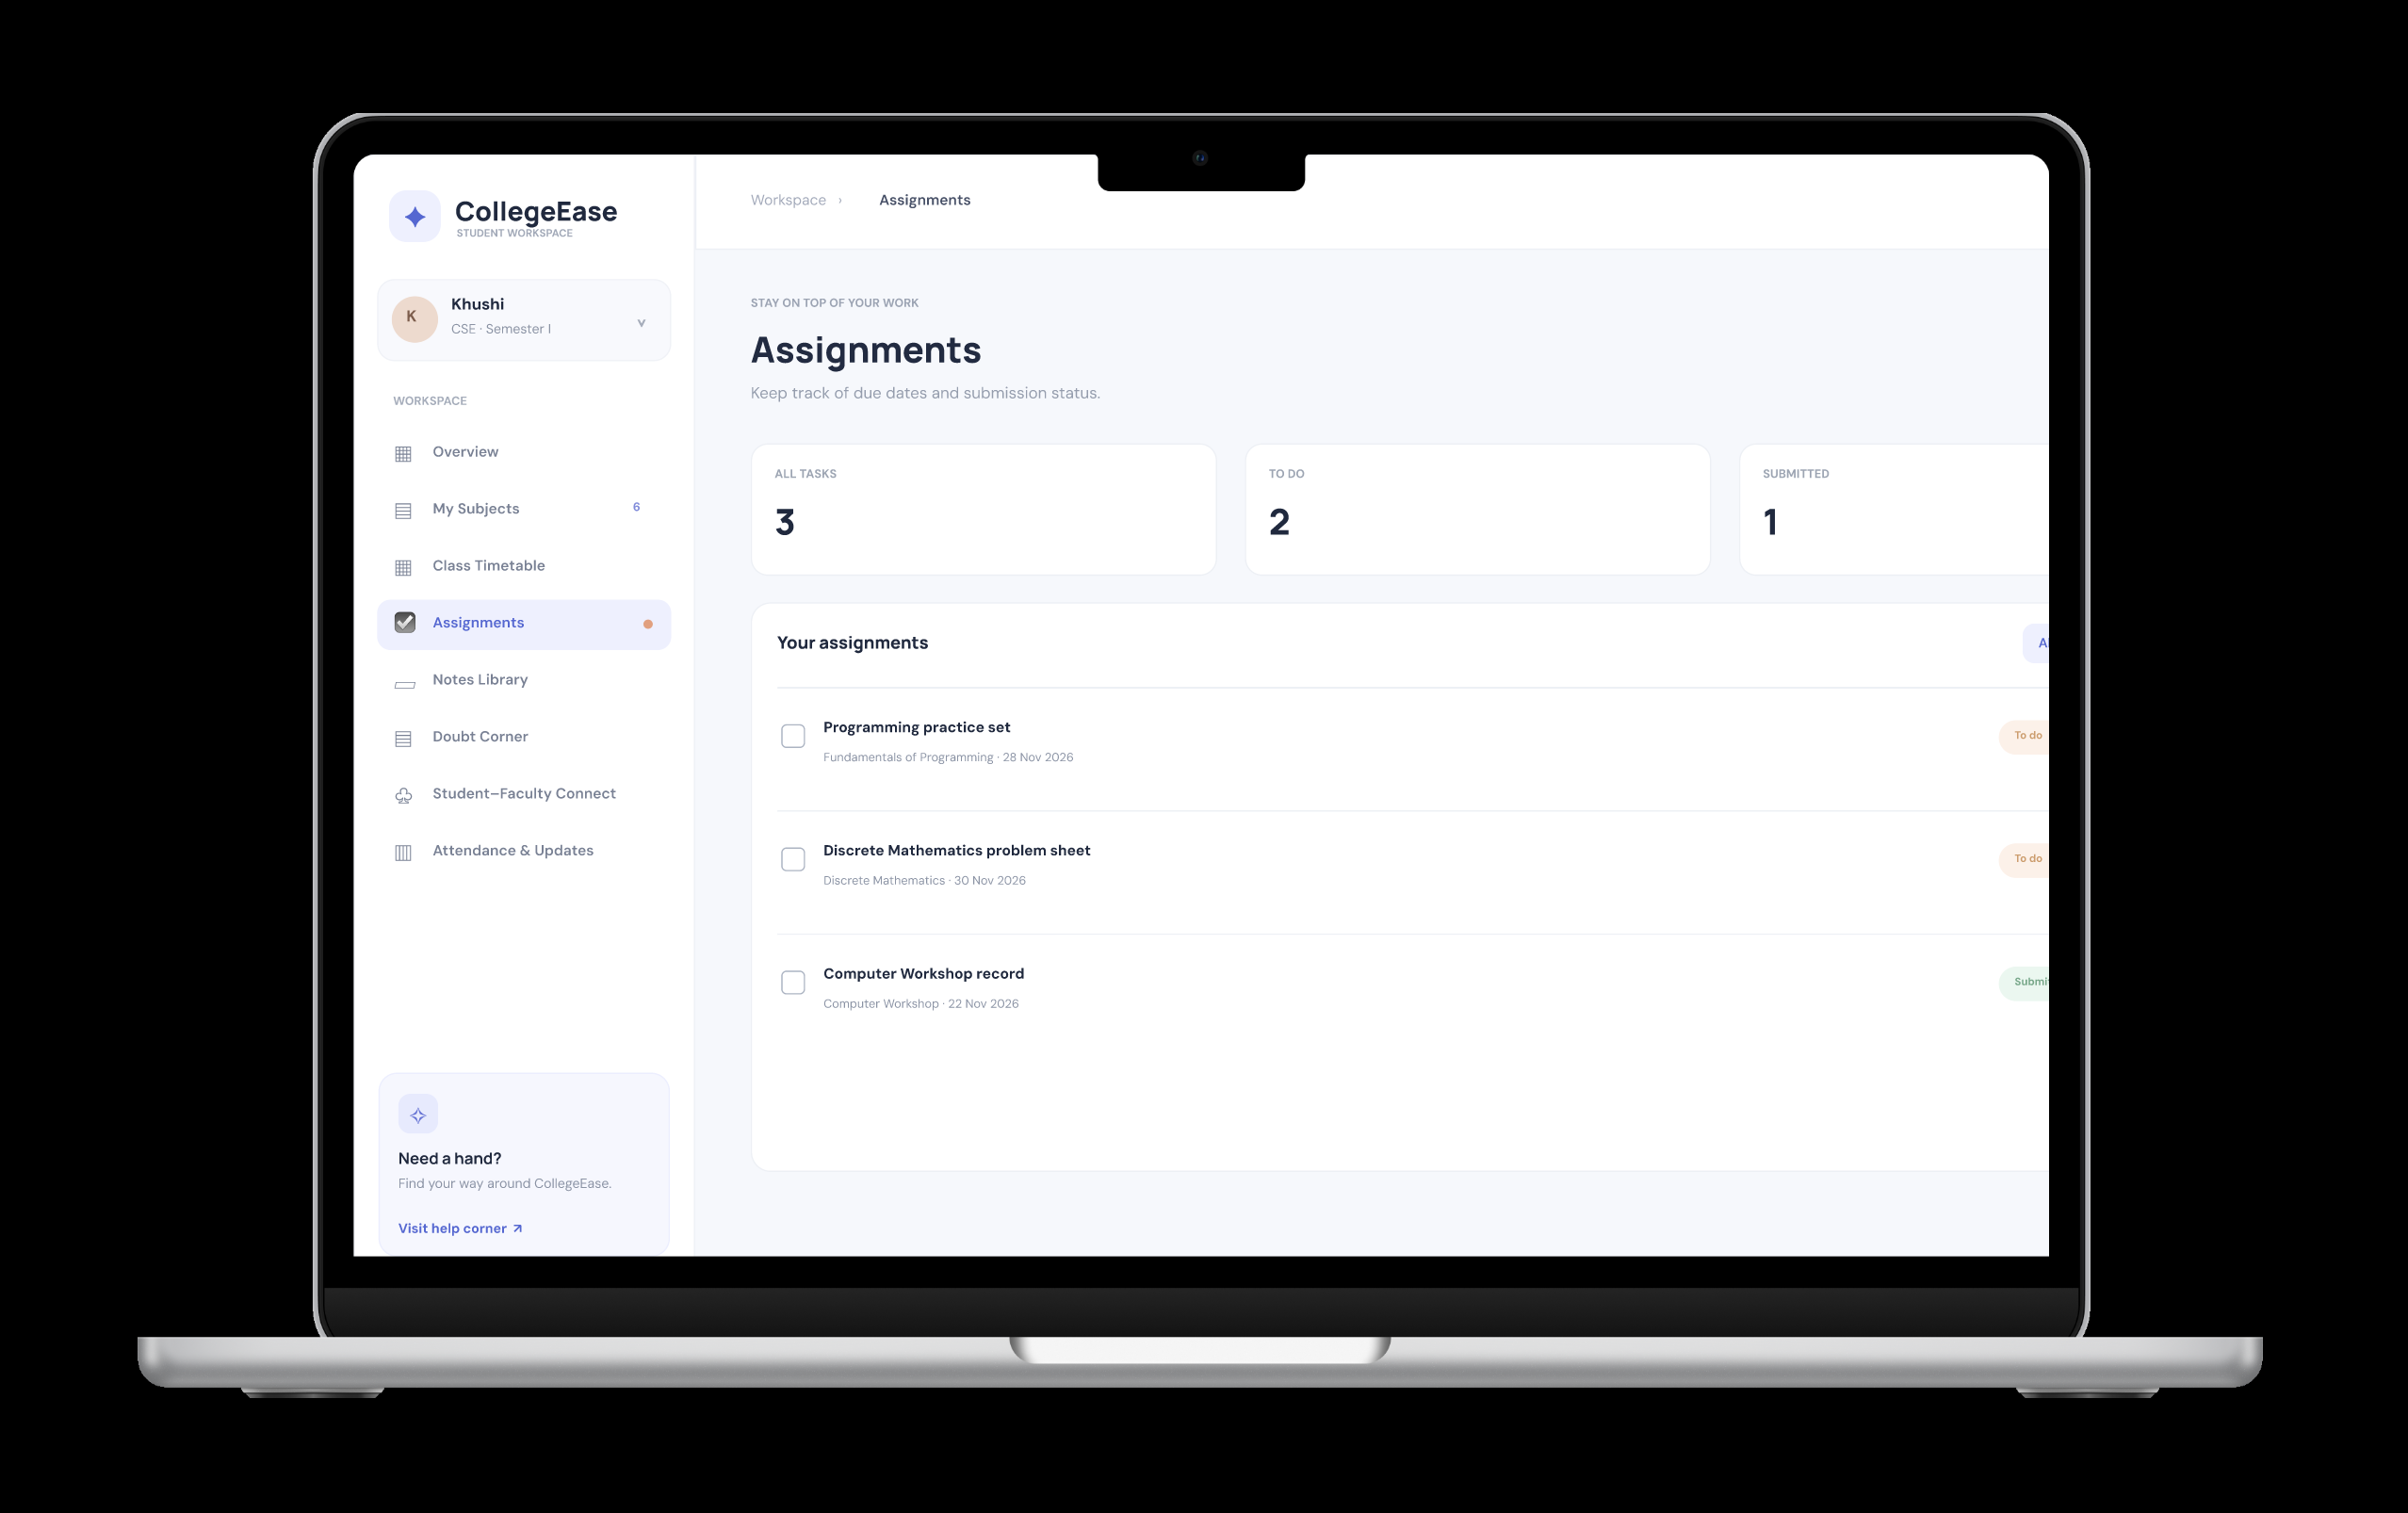 CollegeEase
STUDENT WORKSPACE
Khushi
CSE · Semester I
WORKSPACE
Overview
My Subjects 6
Class Timetable
Assignments
Notes Library
Doubt Corner
Student–Faculty Connect
Attendance & Updates
Need a hand?
Find your way around CollegeEase.
Visit help corner ↗
Workspace › Assignments
STAY ON TOP OF YOUR WORK
Assignments
Keep track of due dates and submission status.
ALL TASKS
3
TO DO
2
SUBMITTED
1
Your assignments
Programming practice set
Fundamentals of Programming · 28 Nov 2026
To do
Discrete Mathematics problem sheet
Discrete Mathematics · 30 Nov 2026
To do
Computer Workshop record
Computer Workshop · 22 Nov 2026
K